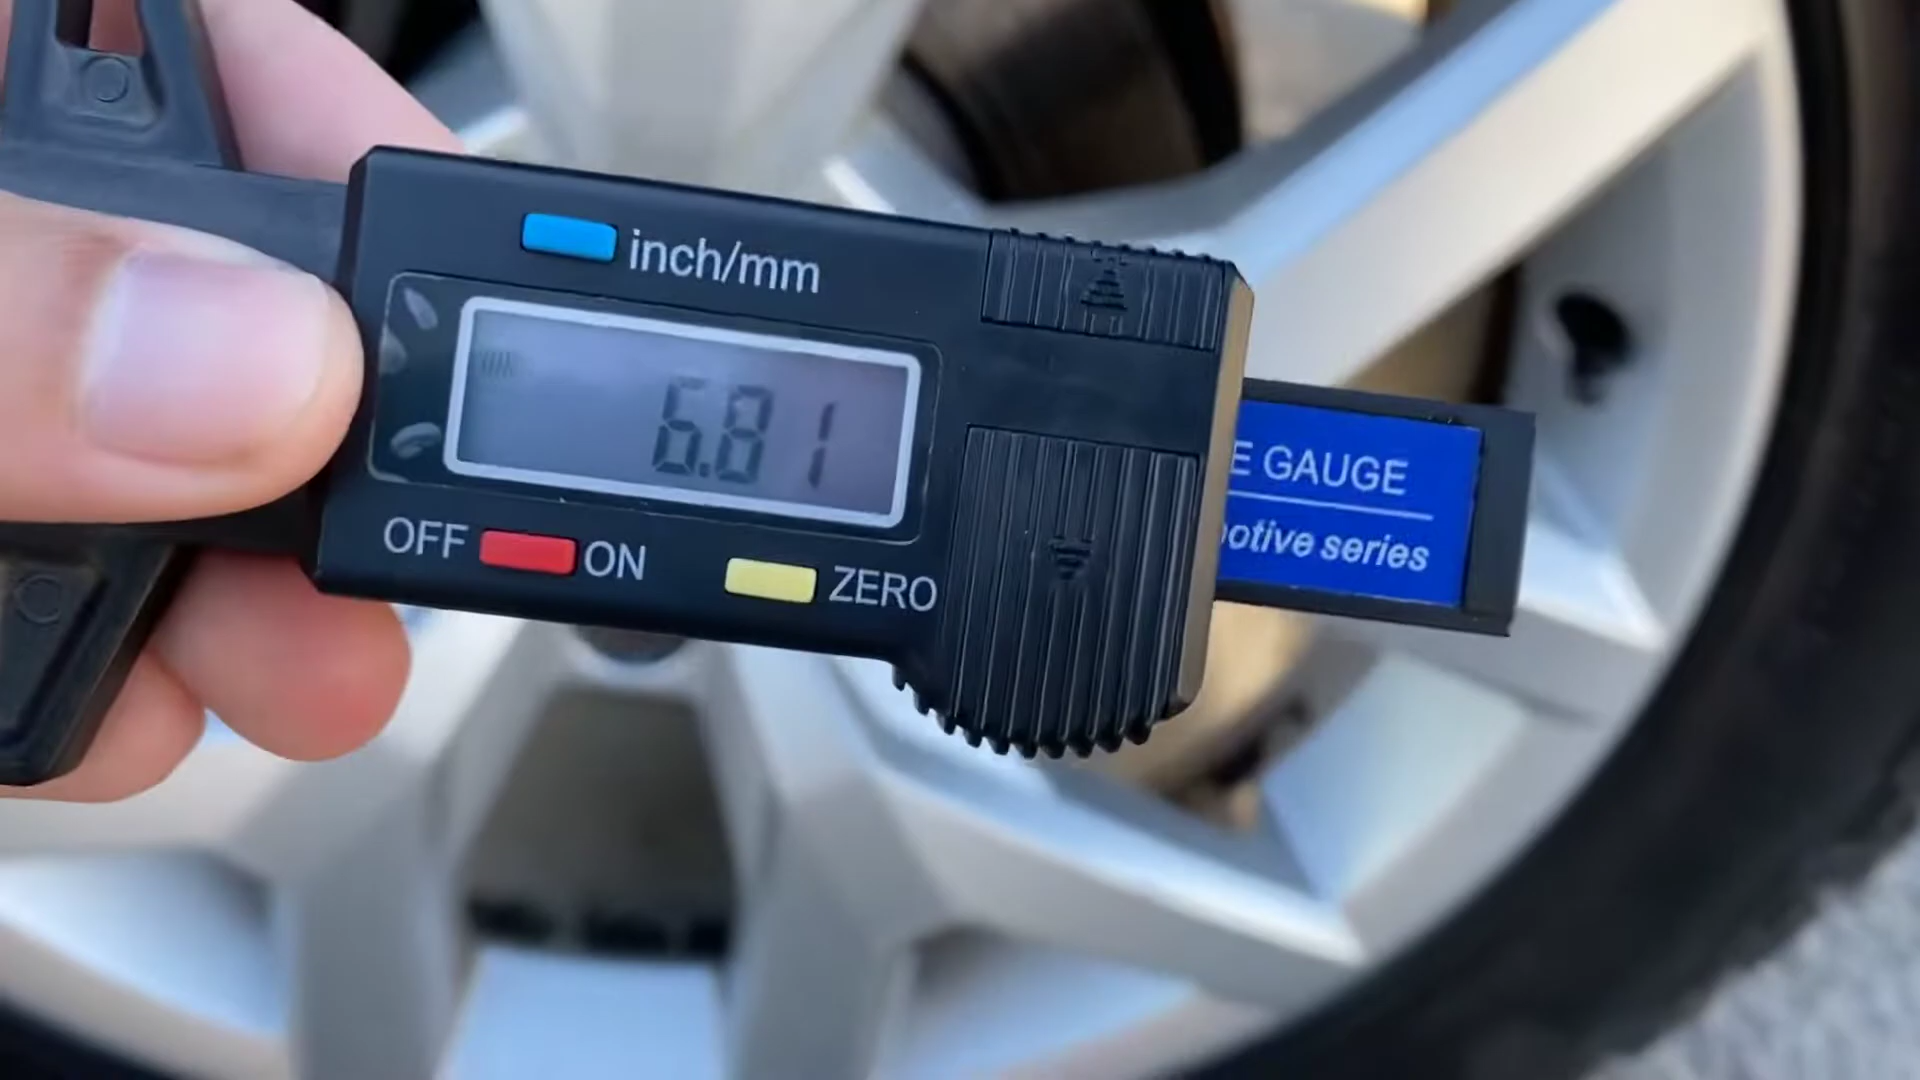 inch/mm
6.81
OFF ON
ZERO
E GAUGE
otive series